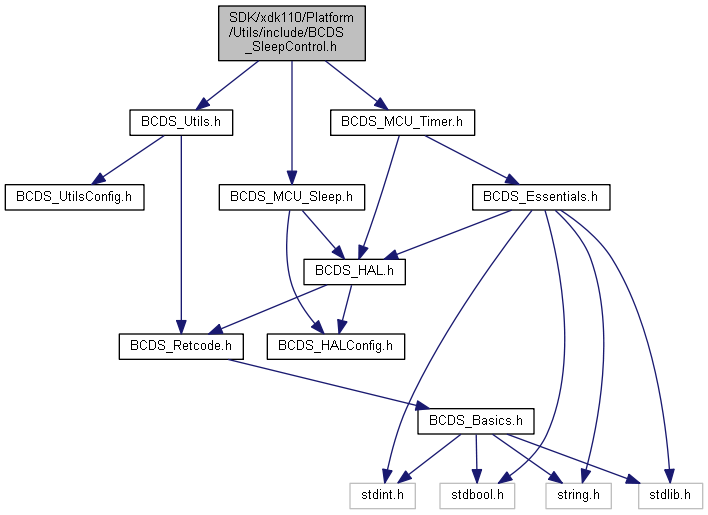 SDK/xdk110/Platform
/Utils/include/BCDS
_SleepControl.h
BCDS_Utils.h
BCDS_MCU_Timer.h
BCDS_UtilsConfig.h
BCDS_MCU_Sleep.h
BCDS_Essentials.h
BCDS_HAL.h
BCDS_Retcode.h
BCDS_HALConfig.h
BCDS_Basics.h
stdint.h
stdbool.h
string.h
stdlib.h